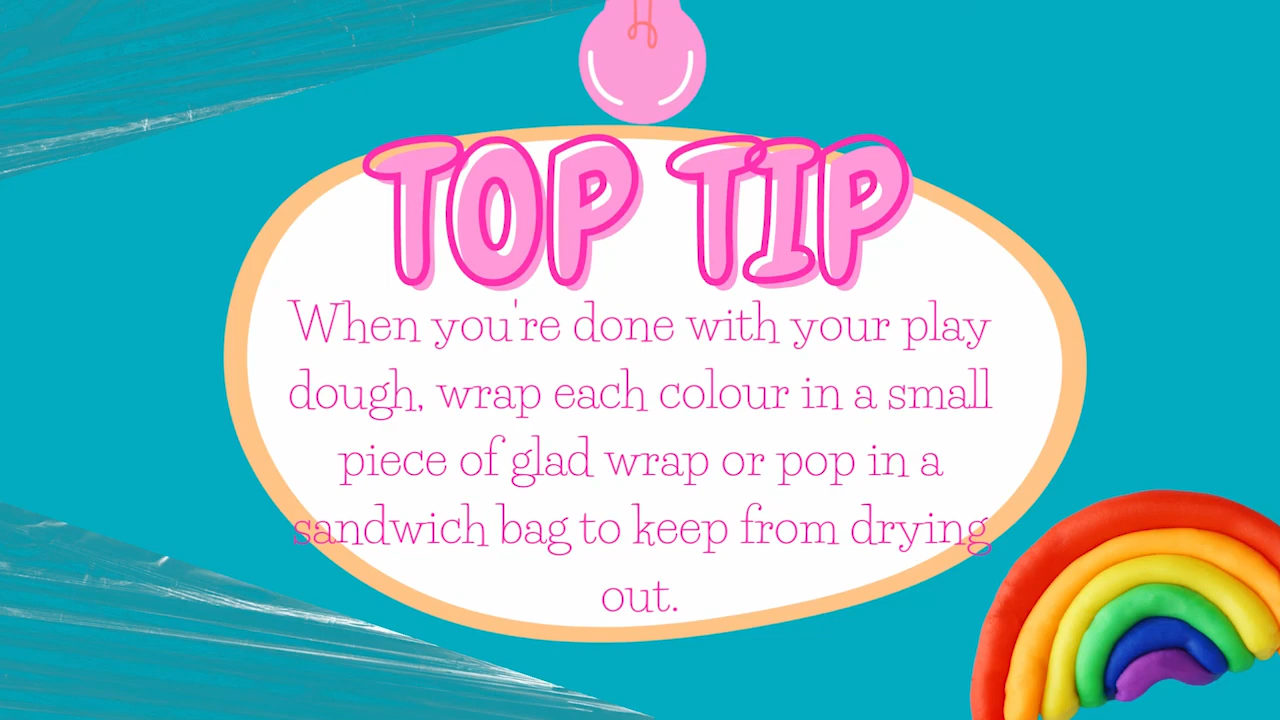 TOP TIP
When you're done with your play
dough, wrap each colour in a small
piece of glad wrap or pop in a
sandwich bag to keep from drying
out.